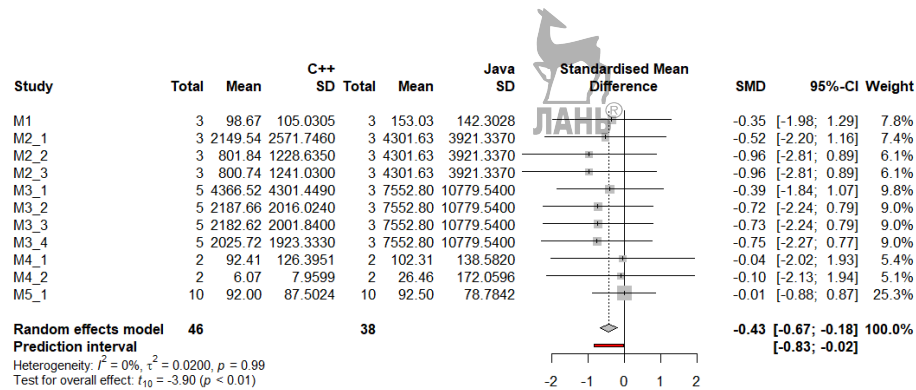 C++ Java Standardised Mean
Study Total Mean SD Total Mean SD Difference SMD 95%-CI Weight
ЛАНЬ®
M1 3 98.67 105.0305 3 153.03 142.3028 -0.35 [-1.98; 1.29] 7.8%
M2_1 3 2149.54 2571.7460 3 4301.63 3921.3370 -0.52 [-2.20; 1.16] 7.4%
M2_2 3 801.84 1228.6350 3 4301.63 3921.3370 -0.96 [-2.81; 0.89] 6.1%
M2_3 3 800.74 1241.0300 3 4301.63 3921.3370 -0.96 [-2.81; 0.89] 6.1%
M3_1 5 4366.52 4301.4490 3 7552.80 10779.5400 -0.39 [-1.84; 1.07] 9.8%
M3_2 5 2187.66 2016.0240 3 7552.80 10779.5400 -0.72 [-2.24; 0.79] 9.0%
M3_3 5 2182.62 2001.8400 3 7552.80 10779.5400 -0.73 [-2.24; 0.79] 9.0%
M3_4 5 2025.72 1923.3330 3 7552.80 10779.5400 -0.75 [-2.27; 0.77] 9.0%
M4_1 2 92.41 126.3951 2 102.31 138.5820 -0.04 [-2.02; 1.93] 5.4%
M4_2 2 6.07 7.9599 2 26.46 172.0596 -0.10 [-2.13; 1.94] 5.1%
M5_1 10 92.00 87.5024 10 92.50 78.7842 -0.01 [-0.88; 0.87] 25.3%
Random effects model 46 38 -0.43 [-0.67; -0.18] 100.0%
Prediction interval [-0.83; -0.02]
Heterogeneity: I² = 0%, τ² = 0.0200, p = 0.99
Test for overall effect: t₁₀ = -3.90 (p < 0.01)
-2 -1 0 1 2